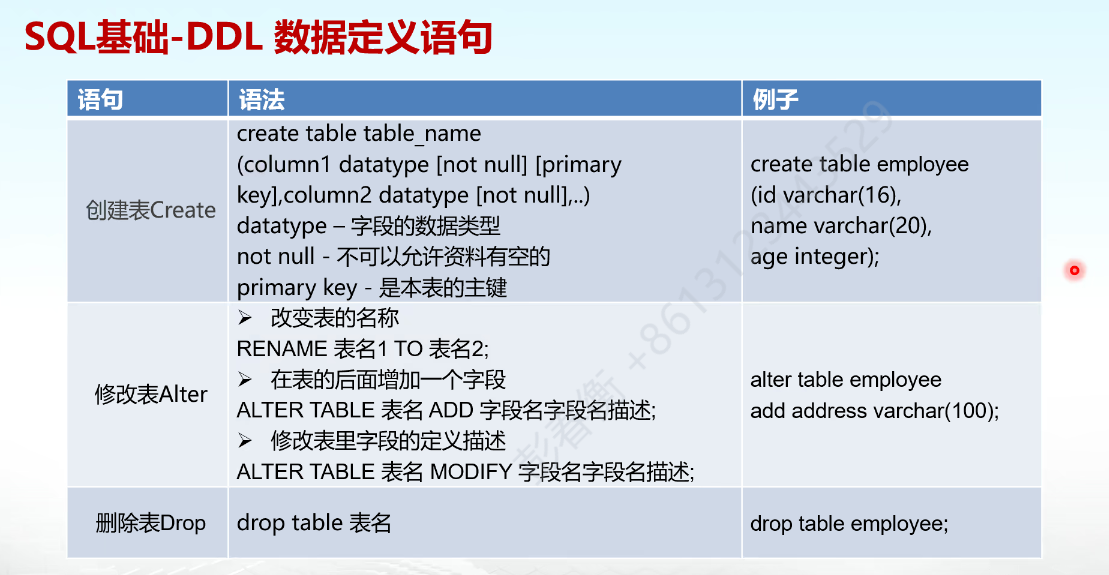 SQL基础-DDL 数据定义语句
语句
语法
例子
创建表Create
create table table_name
(column1 datatype [not null] [primary
key],column2 datatype [not null],..)
datatype – 字段的数据类型
not null - 不可以允许资料有空的
primary key - 是本表的主键
create table employee
(id varchar(16),
name varchar(20),
age integer);
修改表Alter
➢ 改变表的名称
RENAME 表名1 TO 表名2;
➢ 在表的后面增加一个字段
ALTER TABLE 表名 ADD 字段名字段名描述;
➢ 修改表里字段的定义描述
ALTER TABLE 表名 MODIFY 字段名字段名描述;
alter table employee
add address varchar(100);
删除表Drop
drop table 表名
drop table employee;